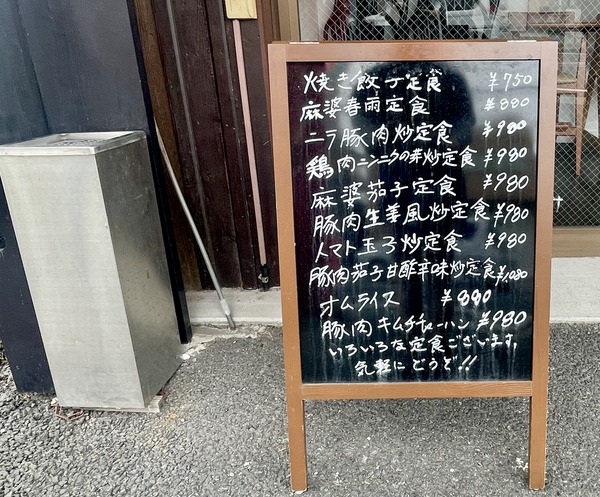 焼き餃子定食 ¥750
麻婆春雨定食 ¥880
ニラ豚肉炒定食 ¥980
鶏肉ニンニクの芽炒定食 ¥980
麻婆茄子定食 ¥980
豚肉生姜風炒定食 ¥980
トマト玉子炒定食 ¥980
豚肉茄子甘酢辛味炒定食 ¥1,080
オムライス ¥880
豚肉キムチチャーハン ¥980
いろいろな定食ございます。
気軽にどうぞ!!